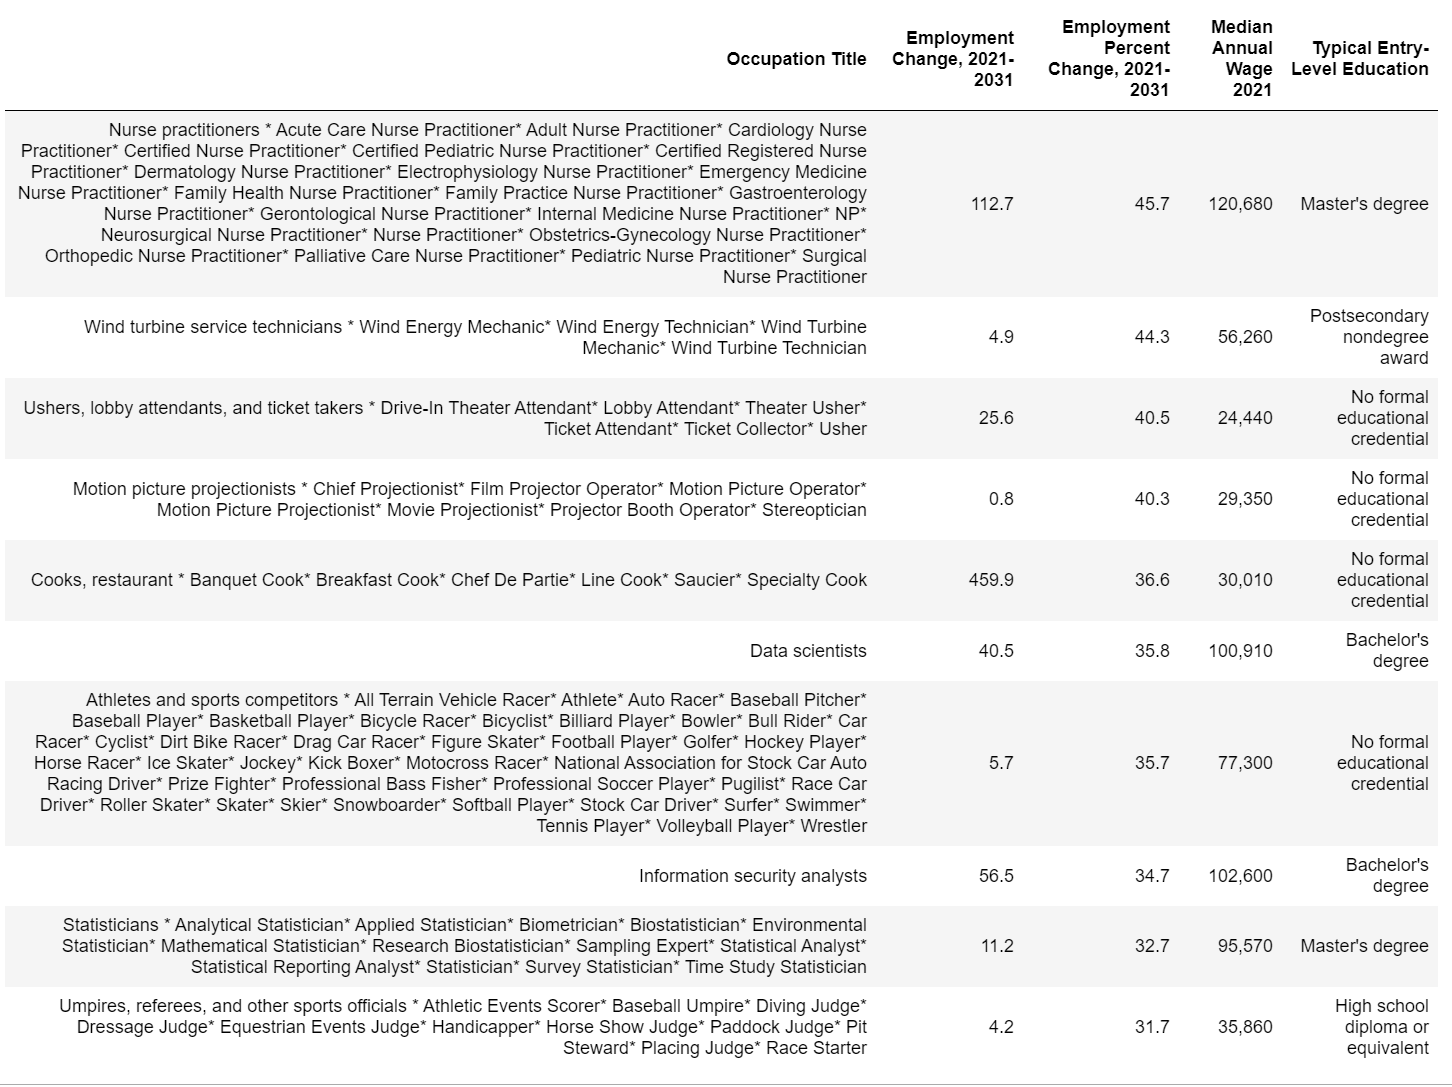 Occupation Title
Employment
Change, 2021-
2031
Employment
Percent
Change, 2021-
2031
Median
Annual
Wage
2021
Typical Entry-
Level Education
Nurse practitioners * Acute Care Nurse Practitioner* Adult Nurse Practitioner* Cardiology Nurse
Practitioner* Certified Nurse Practitioner* Certified Pediatric Nurse Practitioner* Certified Registered Nurse
Practitioner* Dermatology Nurse Practitioner* Electrophysiology Nurse Practitioner* Emergency Medicine
Nurse Practitioner* Family Health Nurse Practitioner* Family Practice Nurse Practitioner* Gastroenterology
Nurse Practitioner* Gerontological Nurse Practitioner* Internal Medicine Nurse Practitioner* NP*
Neurosurgical Nurse Practitioner* Nurse Practitioner* Obstetrics-Gynecology Nurse Practitioner*
Orthopedic Nurse Practitioner* Palliative Care Nurse Practitioner* Pediatric Nurse Practitioner* Surgical
Nurse Practitioner
112.7
45.7
120,680
Master's degree
Wind turbine service technicians * Wind Energy Mechanic* Wind Energy Technician* Wind Turbine
Mechanic* Wind Turbine Technician
4.9
44.3
56,260
Postsecondary
nondegree
award
Ushers, lobby attendants, and ticket takers * Drive-In Theater Attendant* Lobby Attendant* Theater Usher*
Ticket Attendant* Ticket Collector* Usher
25.6
40.5
24,440
No formal
educational
credential
Motion picture projectionists * Chief Projectionist* Film Projector Operator* Motion Picture Operator*
Motion Picture Projectionist* Movie Projectionist* Projector Booth Operator* Stereoptician
0.8
40.3
29,350
No formal
educational
credential
Cooks, restaurant * Banquet Cook* Breakfast Cook* Chef De Partie* Line Cook* Saucier* Specialty Cook
459.9
36.6
30,010
No formal
educational
credential
Data scientists
40.5
35.8
100,910
Bachelor's
degree
Athletes and sports competitors * All Terrain Vehicle Racer* Athlete* Auto Racer* Baseball Pitcher*
Baseball Player* Basketball Player* Bicycle Racer* Bicyclist* Billiard Player* Bowler* Bull Rider* Car
Racer* Cyclist* Dirt Bike Racer* Drag Car Racer* Figure Skater* Football Player* Golfer* Hockey Player*
Horse Racer* Ice Skater* Jockey* Kick Boxer* Motocross Racer* National Association for Stock Car Auto
Racing Driver* Prize Fighter* Professional Bass Fisher* Professional Soccer Player* Pugilist* Race Car
Driver* Roller Skater* Skater* Skier* Snowboarder* Softball Player* Stock Car Driver* Surfer* Swimmer*
Tennis Player* Volleyball Player* Wrestler
5.7
35.7
77,300
No formal
educational
credential
Information security analysts
56.5
34.7
102,600
Bachelor's
degree
Statisticians * Analytical Statistician* Applied Statistician* Biometrician* Biostatistician* Environmental
Statistician* Mathematical Statistician* Research Biostatistician* Sampling Expert* Statistical Analyst*
Statistical Reporting Analyst* Statistician* Survey Statistician* Time Study Statistician
11.2
32.7
95,570
Master's degree
Umpires, referees, and other sports officials * Athletic Events Scorer* Baseball Umpire* Diving Judge*
Dressage Judge* Equestrian Events Judge* Handicapper* Horse Show Judge* Paddock Judge* Pit
Steward* Placing Judge* Race Starter
4.2
31.7
35,860
High school
diploma or
equivalent